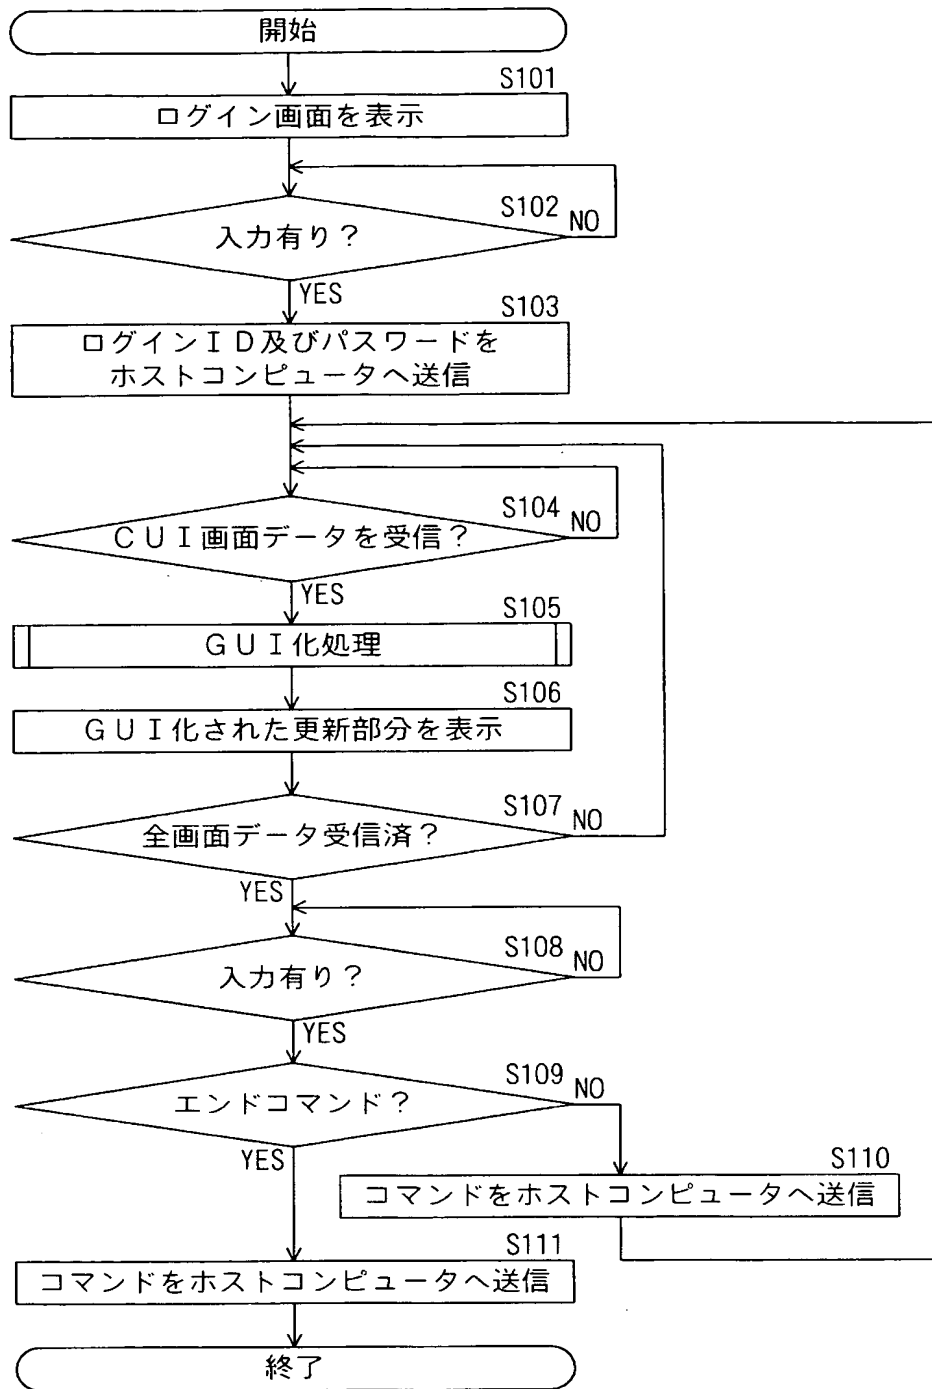 開始
S101
ログイン画面を表示
S102
NO
入力有り？
YES
S103
ログインＩＤ及びパスワードを
ホストコンピュータへ送信
S104
NO
ＣＵＩ画面データを受信？
YES
S105
ＧＵＩ化処理
S106
ＧＵＩ化された更新部分を表示
S107
NO
全画面データ受信済？
YES
S108
NO
入力有り？
YES
S109
NO
エンドコマンド？
YES
S110
コマンドをホストコンピュータへ送信
S111
コマンドをホストコンピュータへ送信
終了